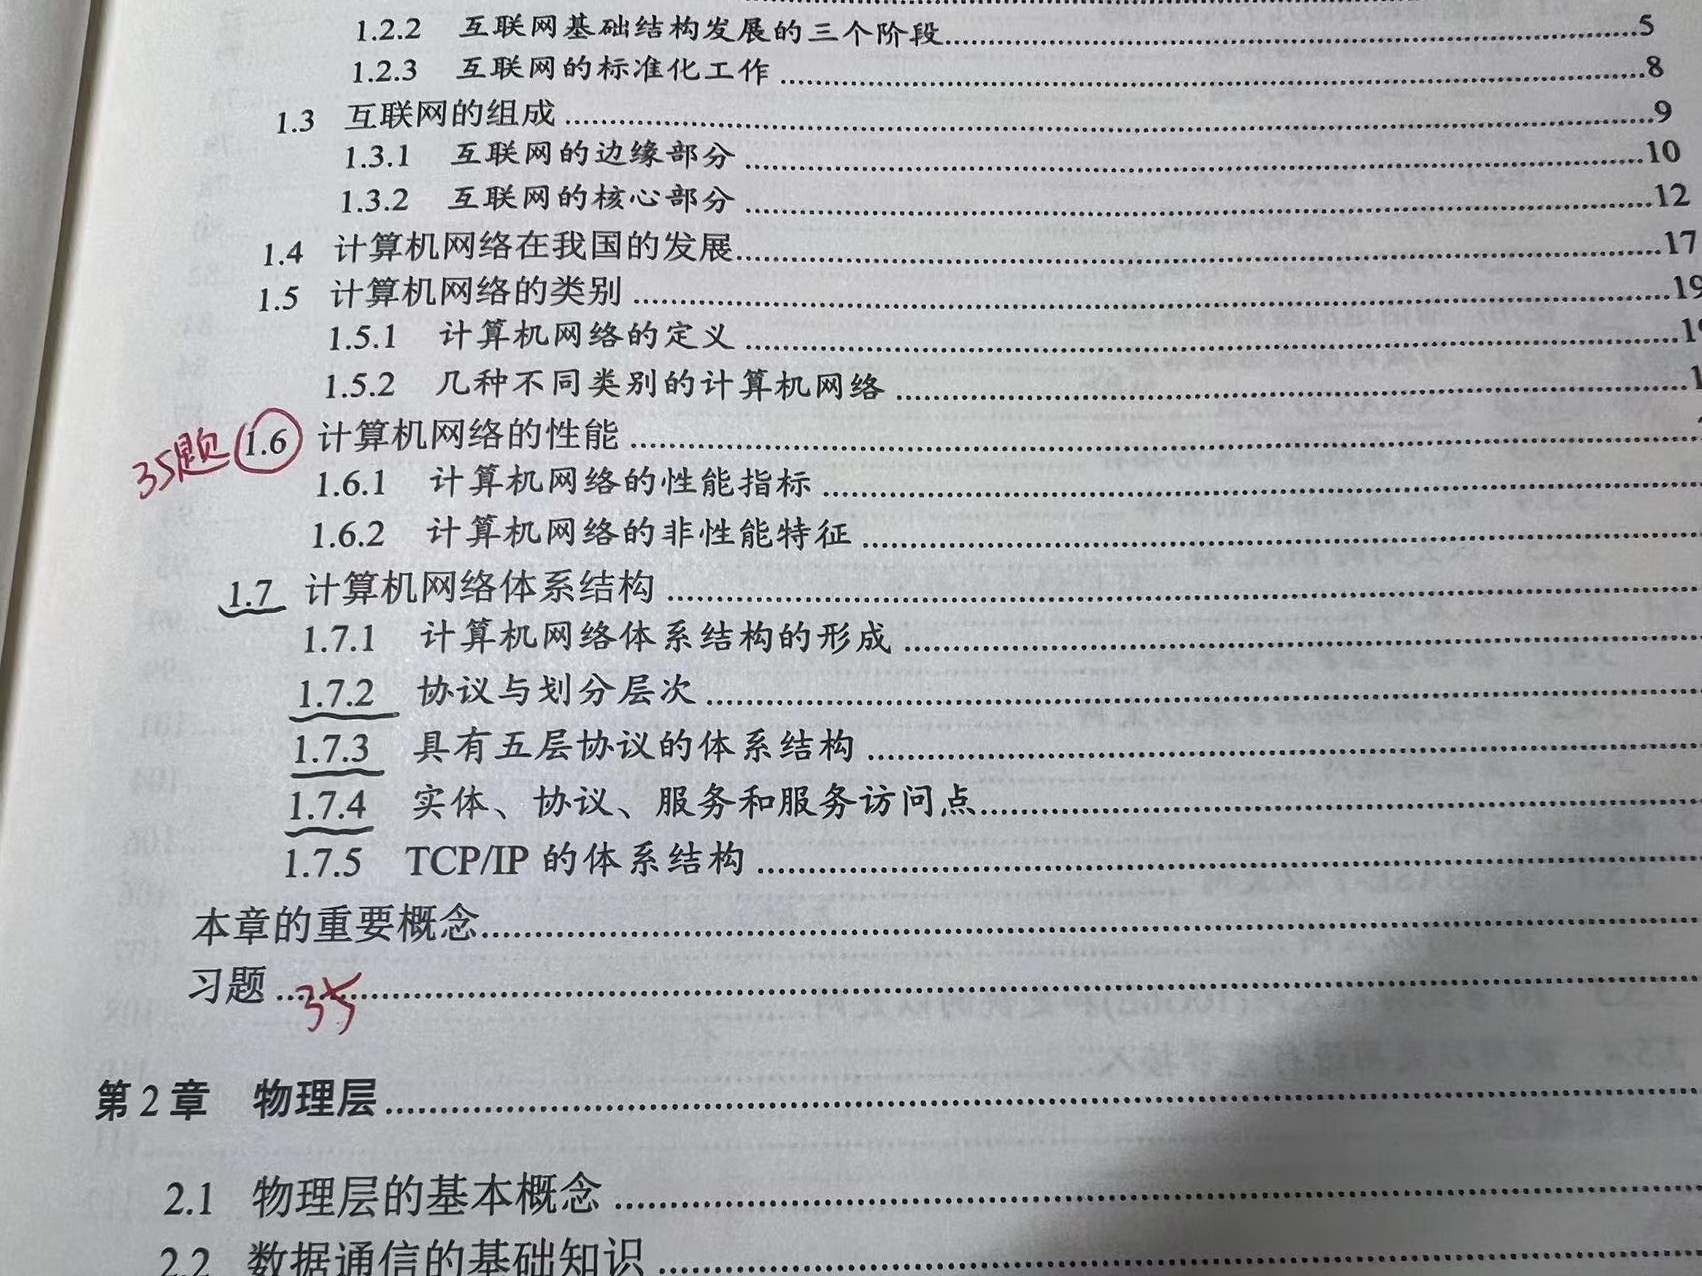 1.2.2 互联网基础结构发展的三个阶段........5
1.2.3 互联网的标准化工作........8
1.3 互联网的组成........9
1.3.1 互联网的边缘部分........10
1.3.2 互联网的核心部分........12
1.4 计算机网络在我国的发展........17
1.5 计算机网络的类别........19
1.5.1 计算机网络的定义........
1.5.2 几种不同类别的计算机网络........
35题 1.6 计算机网络的性能........
1.6.1 计算机网络的性能指标........
1.6.2 计算机网络的非性能特征........
1.7 计算机网络体系结构........
1.7.1 计算机网络体系结构的形成........
1.7.2 协议与划分层次........
1.7.3 具有五层协议的体系结构........
1.7.4 实体、协议、服务和服务访问点........
1.7.5 TCP/IP 的体系结构........
本章的重要概念........
习题........
35
第2章 物理层........
2.1 物理层的基本概念........
2.2 数据通信的基础知识........